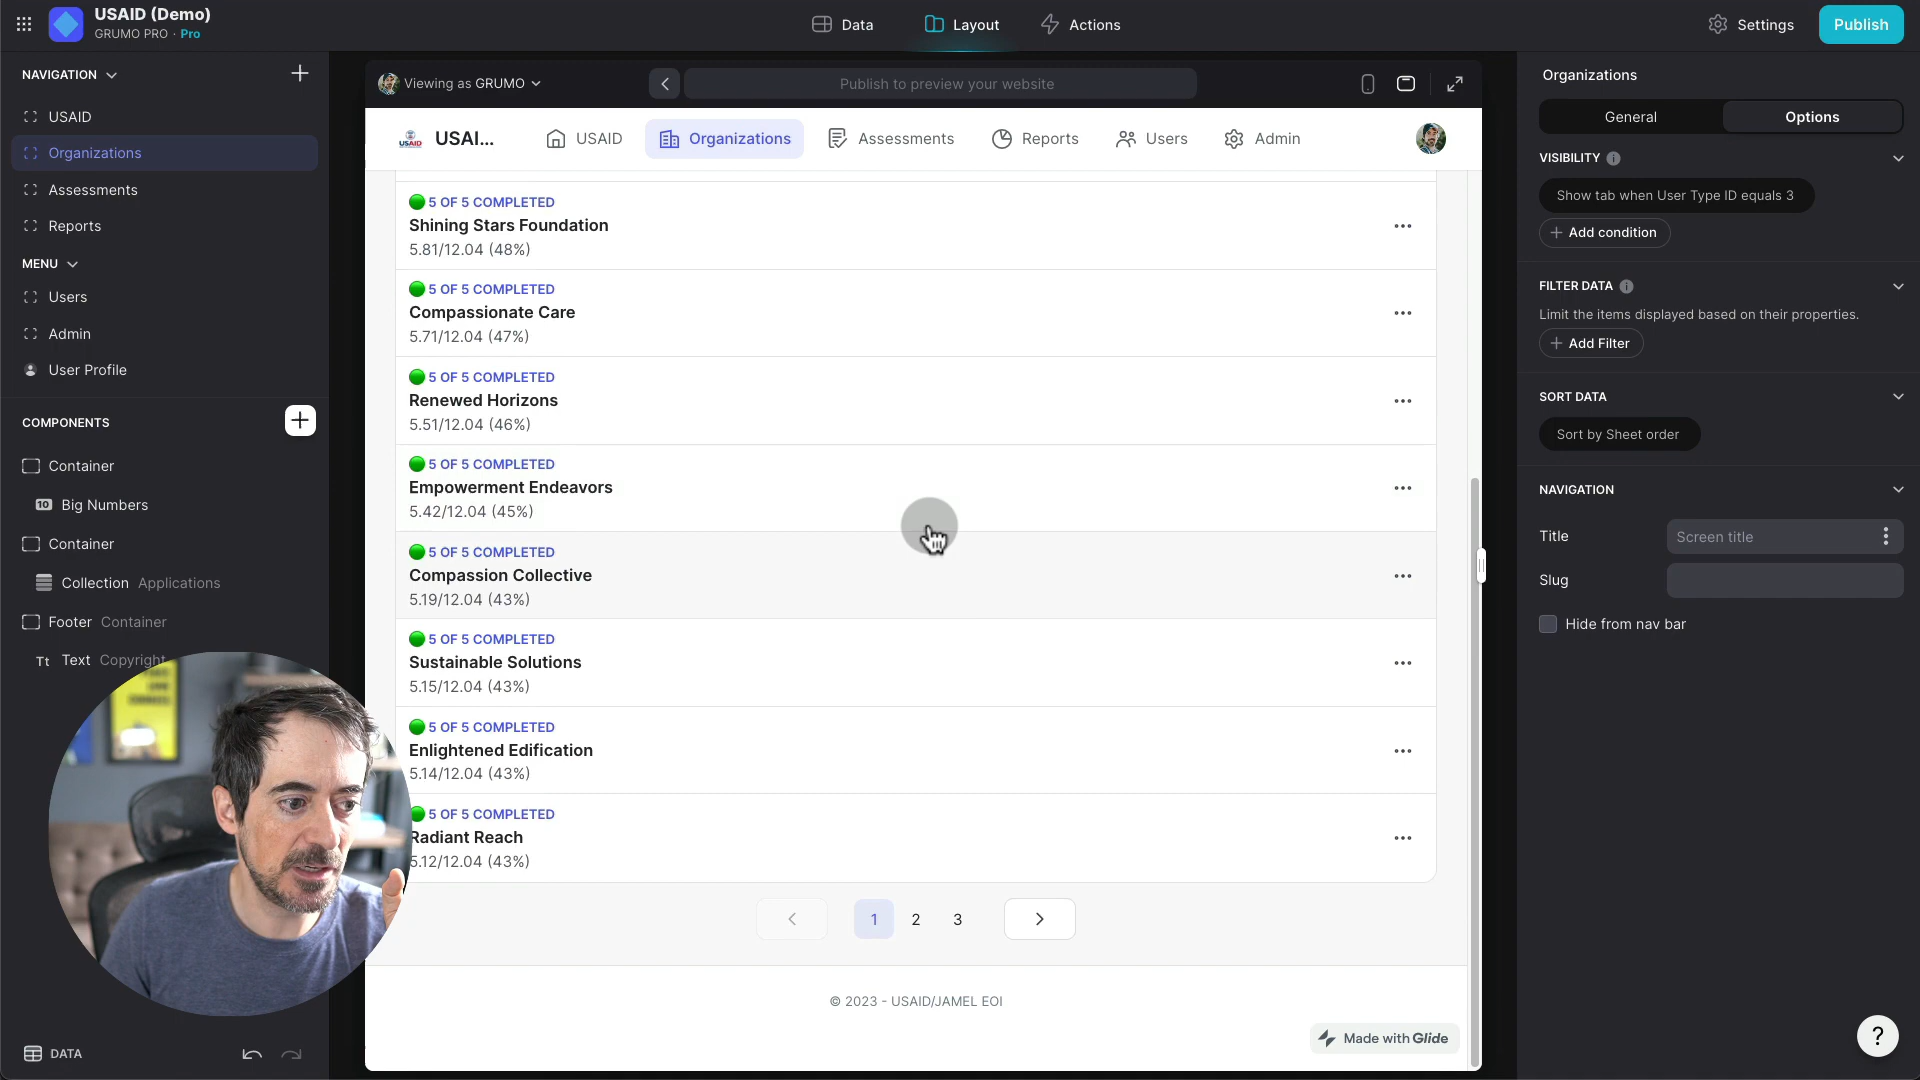 USAID (Demo)
GRUMO PRO · Pro
Data
Layout
Actions
Settings
Publish
NAVIGATION
USAID
Organizations
Assessments
Reports
MENU
Users
Admin
User Profile
COMPONENTS
Container
10 Big Numbers
Container
Collection Applications
Footer Container
Tt Text Copyright
DATA
Viewing as GRUMO
Publish to preview your website
USAID USAI...
USAID
Organizations
Assessments
Reports
Users
Admin
5 OF 5 COMPLETED
Shining Stars Foundation
5.81/12.04 (48%)
5 OF 5 COMPLETED
Compassionate Care
5.71/12.04 (47%)
5 OF 5 COMPLETED
Renewed Horizons
5.51/12.04 (46%)
5 OF 5 COMPLETED
Empowerment Endeavors
5.42/12.04 (45%)
5 OF 5 COMPLETED
Compassion Collective
5.19/12.04 (43%)
5 OF 5 COMPLETED
Sustainable Solutions
5.15/12.04 (43%)
5 OF 5 COMPLETED
Enlightened Edification
5.14/12.04 (43%)
5 OF 5 COMPLETED
Radiant Reach
5.12/12.04 (43%)
1 2 3
© 2023 - USAID/JAMEL EOI
Made with Glide
Organizations
General
Options
VISIBILITY
Show tab when User Type ID equals 3
Add condition
FILTER DATA
Limit the items displayed based on their properties.
Add Filter
SORT DATA
Sort by Sheet order
NAVIGATION
Title
Screen title
Slug
Hide from nav bar
?